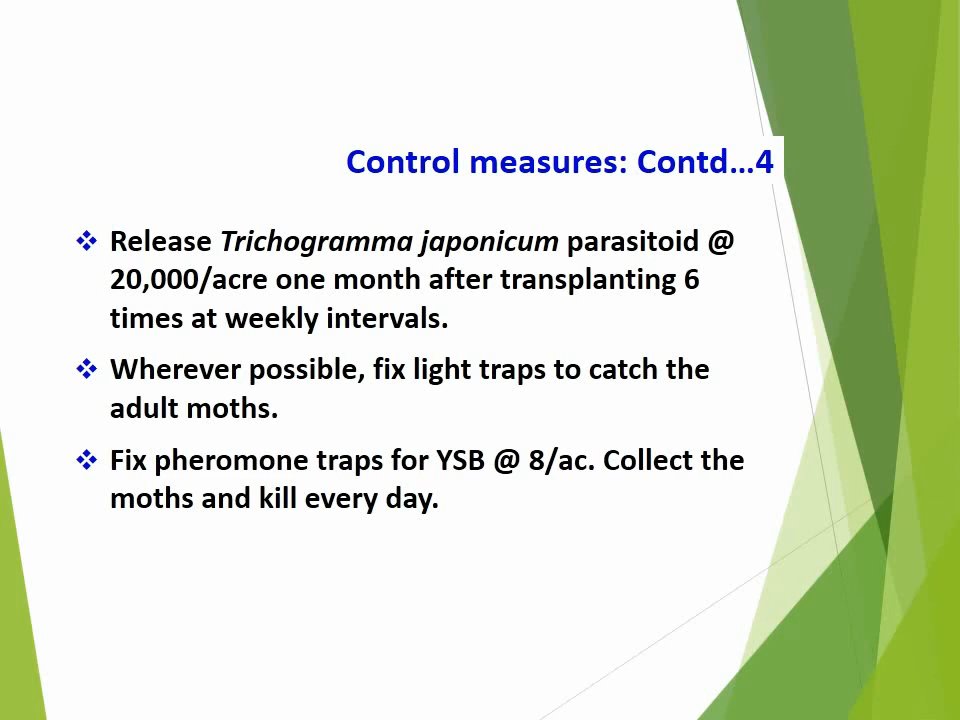 Control measures: Contd...4
❖ Release Trichogramma japonicum parasitoid @
20,000/acre one month after transplanting 6
times at weekly intervals.
❖ Wherever possible, fix light traps to catch the
adult moths.
❖ Fix pheromone traps for YSB @ 8/ac. Collect the
moths and kill every day.